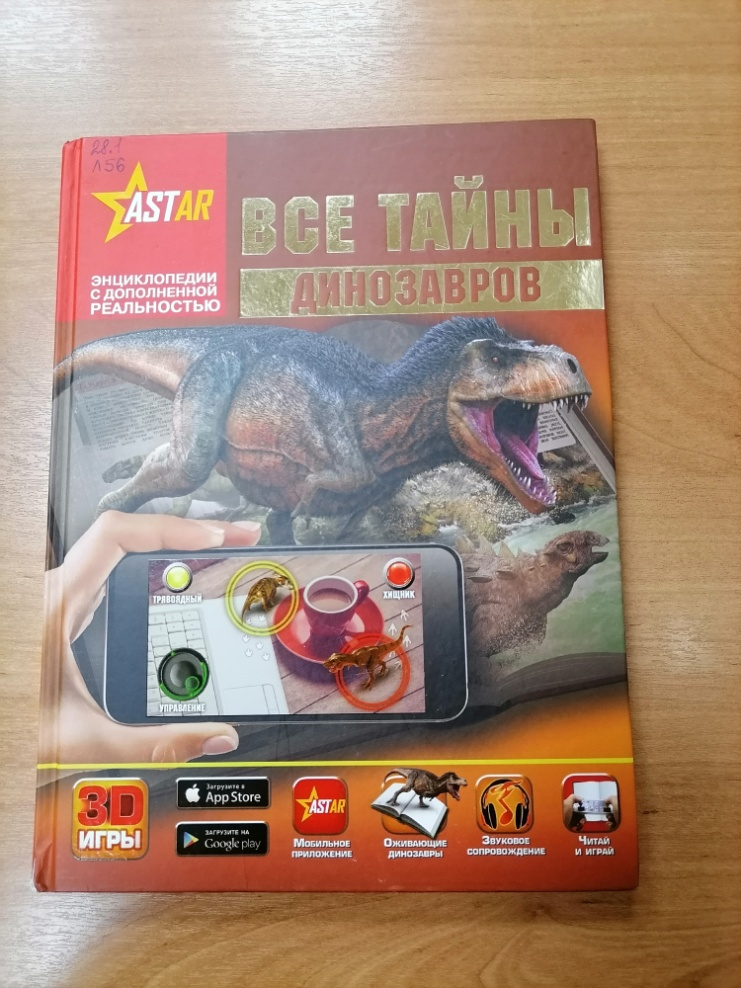 28.1
Л56
ASTAR
ЭНЦИКЛОПЕДИИ
С ДОПОЛНЕННОЙ
РЕАЛЬНОСТЬЮ
ВСЕ ТАЙНЫ
ДИНОЗАВРОВ
ТРАВОЯДНЫЙ
ХИЩНИК
УПРАВЛЕНИЕ
3D
ИГРЫ
Загрузите в
App Store
ЗАГРУЗИТЕ НА
Google play
ASTAR
МОБИЛЬНОЕ
ПРИЛОЖЕНИЕ
ОЖИВАЮЩИЕ
ДИНОЗАВРЫ
ЗВУКОВОЕ
СОПРОВОЖДЕНИЕ
ЧИТАЙ
И ИГРАЙ